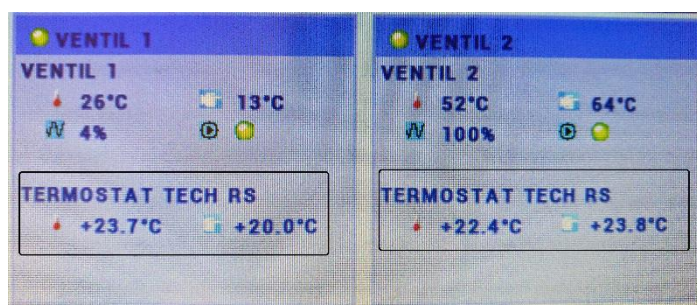 VENTIL 1
VENTIL 1
26°C 13°C
4%
TERMOSTAT TECH RS
+23.7°C +20.0°C
VENTIL 2
VENTIL 2
52°C 64°C
100%
TERMOSTAT TECH RS
+22.4°C +23.8°C